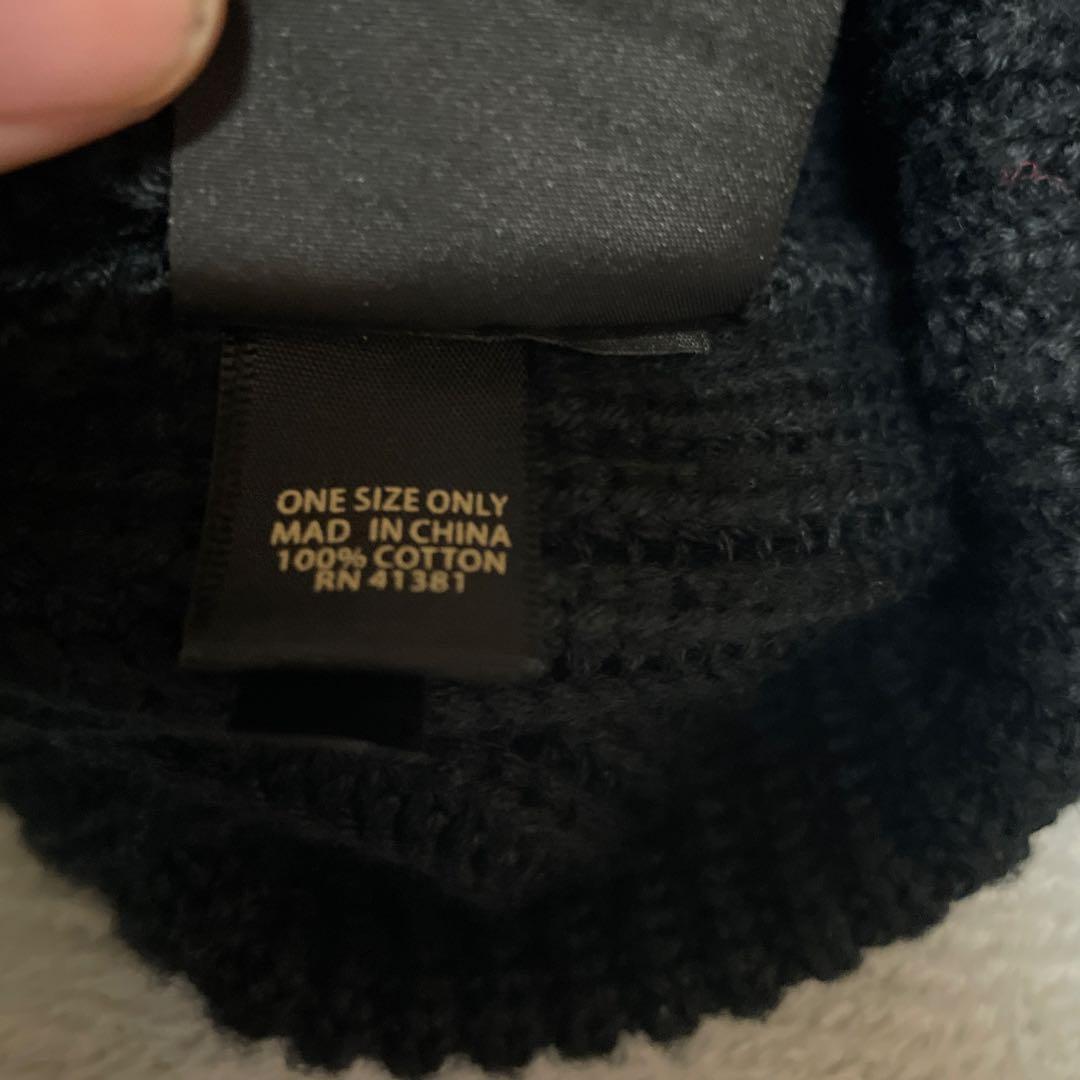 ONE SIZE ONLY
MAD IN CHINA
100% COTTON
RN 41381